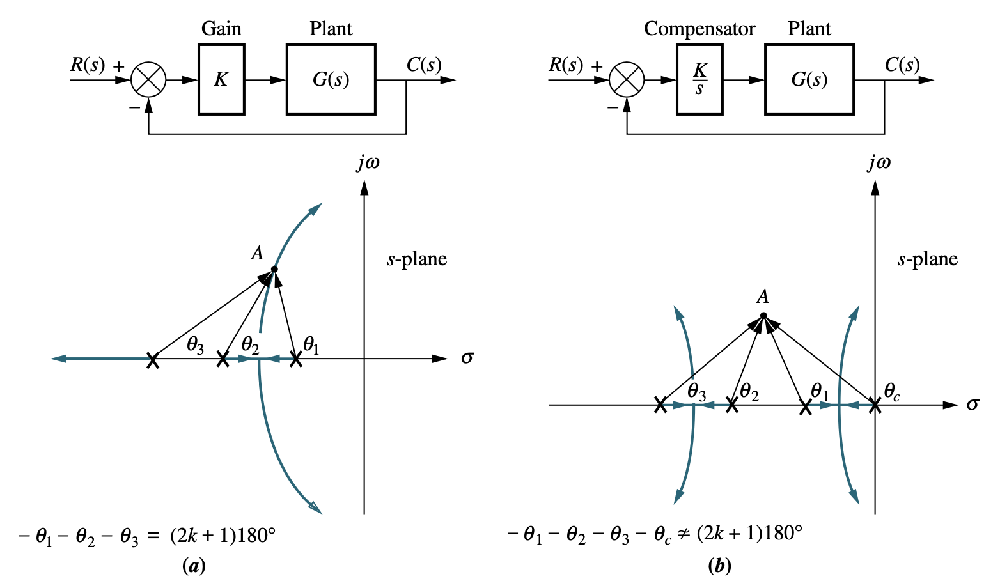 Gain Plant
R(s) + K G(s) C(s)
−
jω
A
s-plane
θ3 θ2 θ1 σ
− θ1 − θ2 − θ3 = (2k + 1)180°
(a)
Compensator Plant
R(s) + K/s G(s) C(s)
−
jω
s-plane
A
θ3 θ2 θ1 θc σ
− θ1 − θ2 − θ3 − θc ≠ (2k + 1)180°
(b)